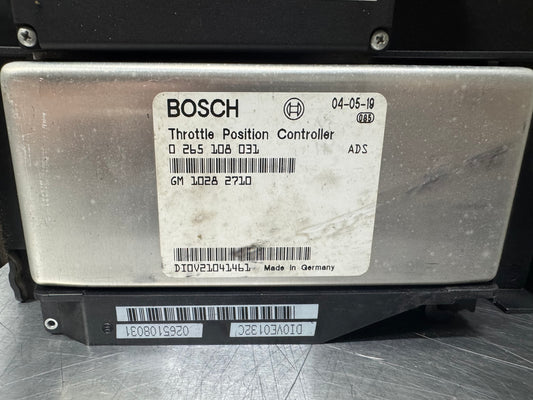 BOSCH
04-05-19
085
Throttle Position Controller
0 265 108 031 ADS
GM 1028 2710
DIOV21041461 Made in Germany
0265108031 DIOVE0132C